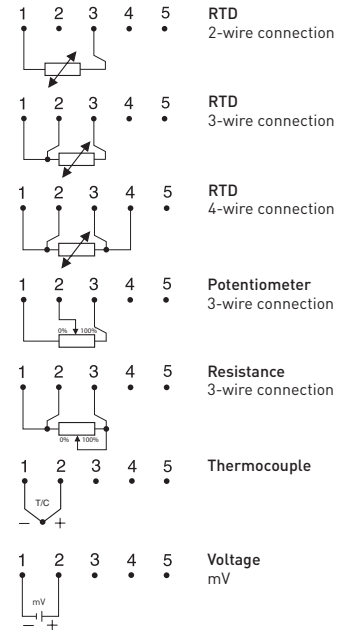 1 2 3 4 5 RTD
2-wire connection
1 2 3 4 5 RTD
3-wire connection
1 2 3 4 5 RTD
4-wire connection
1 2 3 4 5 Potentiometer
3-wire connection
0% 100%
1 2 3 4 5 Resistance
3-wire connection
0% 100%
1 2 3 4 5 Thermocouple
T/C
– +
1 2 3 4 5 Voltage
mV
mV
– +